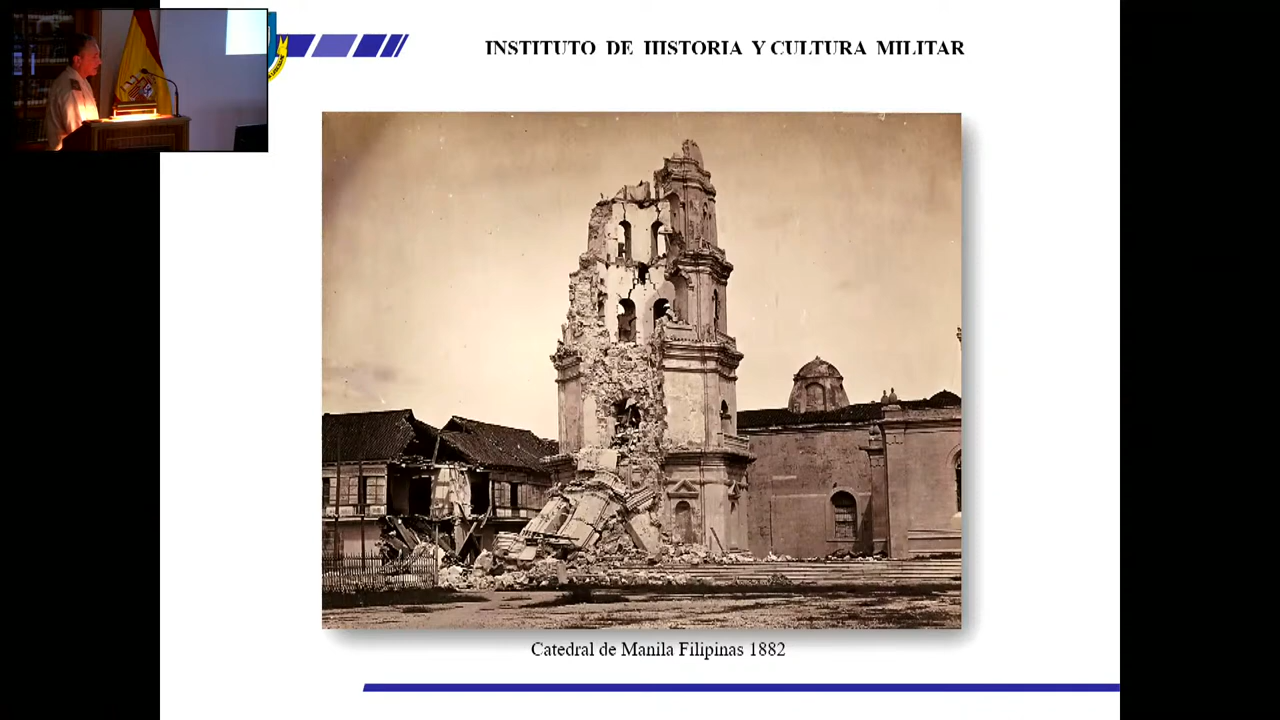 INSTITUTO DE HISTORIA Y CULTURA MILITAR
Catedral de Manila Filipinas 1882